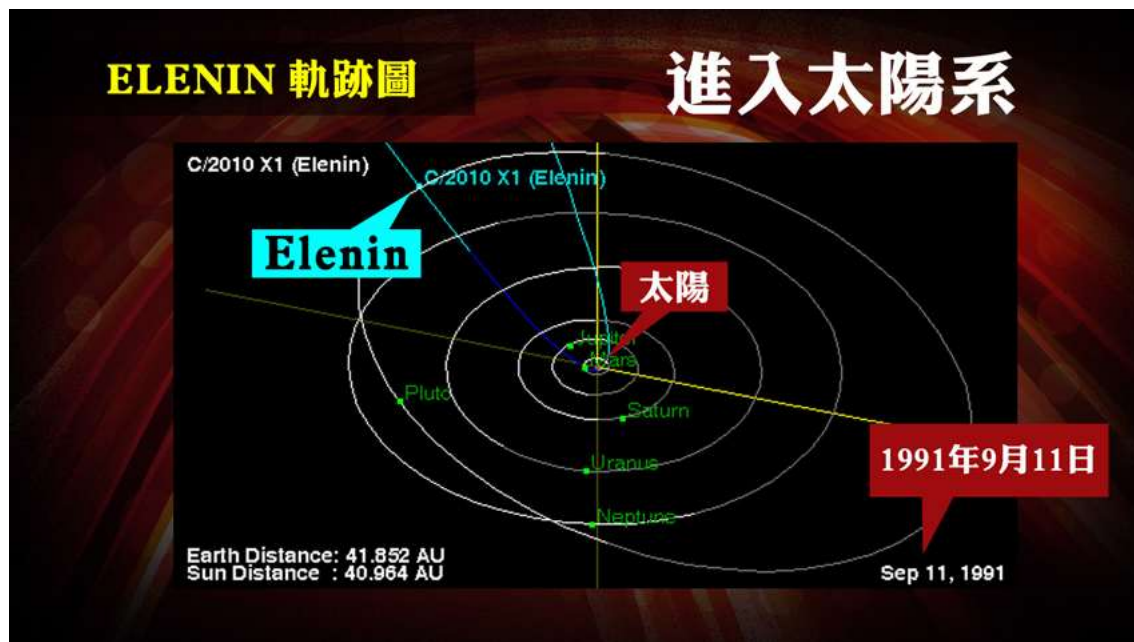 ELENIN 軌跡圖
進入太陽系
C/2010 X1 (Elenin)
C/2010 X1 (Elenin)
Elenin
太陽
Jupiter
Mars
Pluto
Saturn
1991年9月11日
Uranus
Neptune
Earth Distance: 41.852 AU
Sun Distance : 40.964 AU
Sep 11, 1991